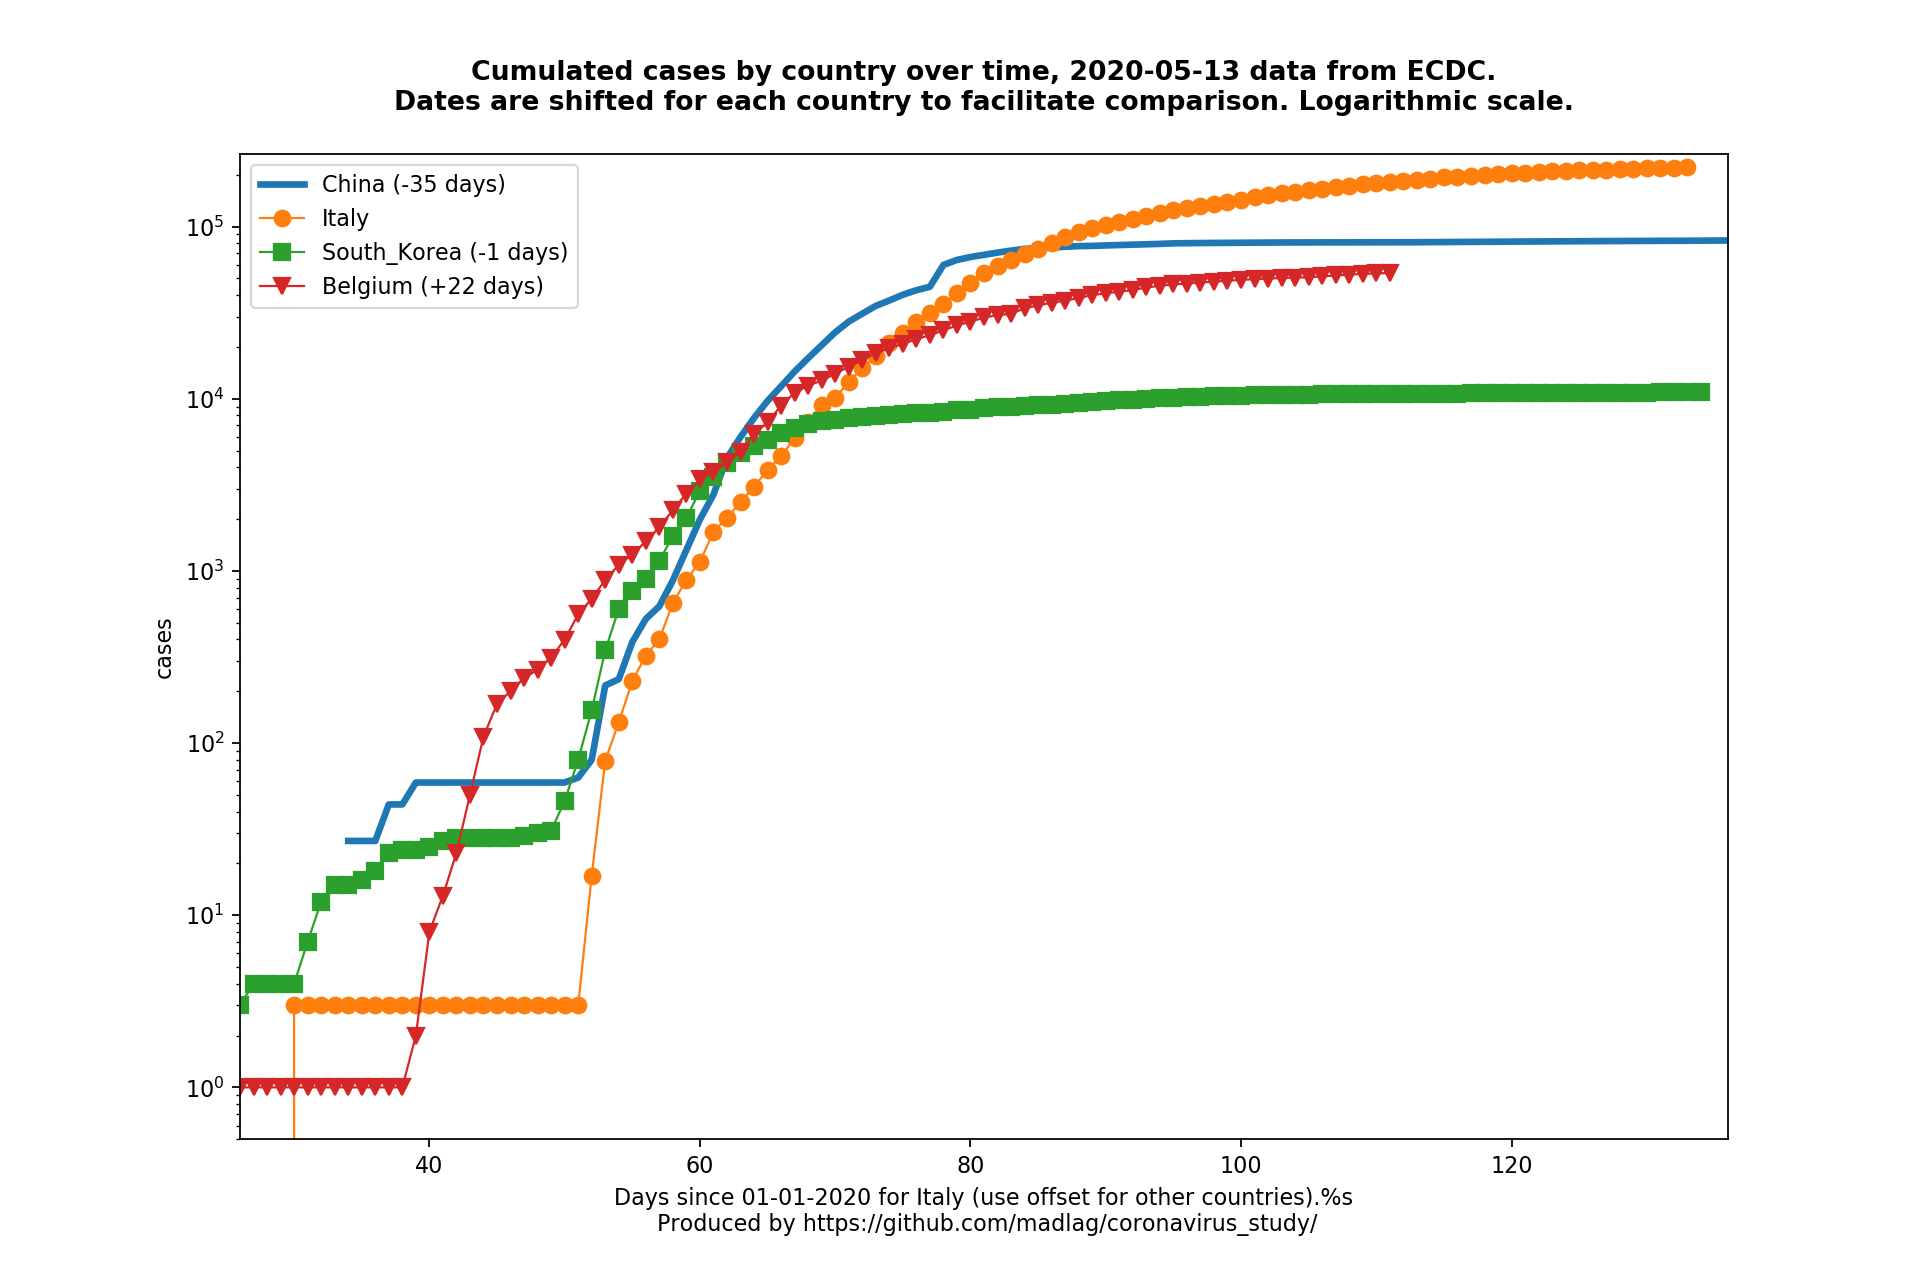 Cumulated cases by country over time, 2020-05-13 data from ECDC.
Dates are shifted for each country to facilitate comparison. Logarithmic scale.
China (-35 days)
Italy
South_Korea (-1 days)
Belgium (+22 days)
10^5
10^4
10^3
10^2
10^1
10^0
cases
40 60 80 100 120
Days since 01-01-2020 for Italy (use offset for other countries).%s
Produced by https://github.com/madlag/coronavirus_study/